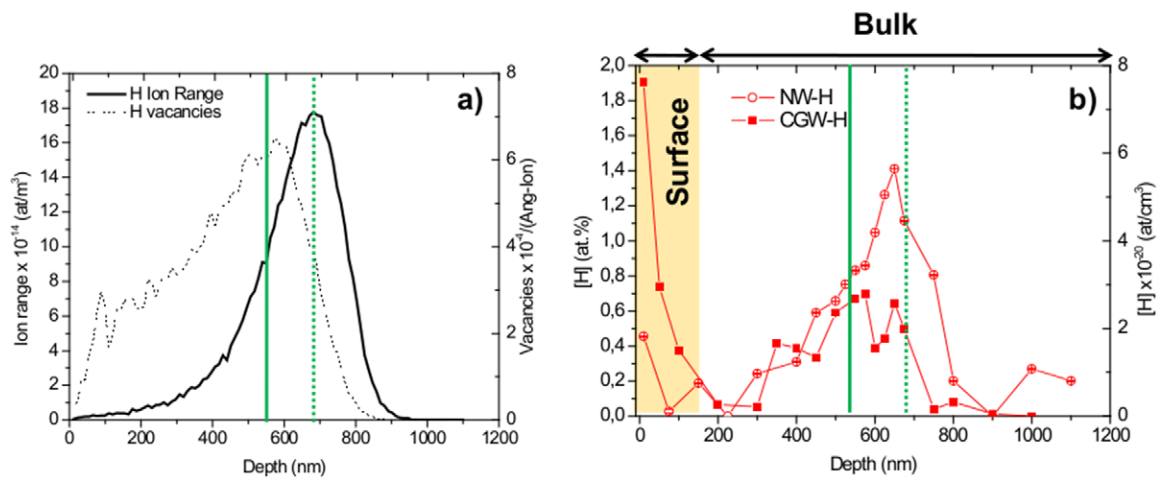 Bulk
Surface
a)
H Ion Range
H vacancies
20
18
16
14
12
10
8
6
4
2
0
Ion range x 10⁻¹⁴ (at/m³)
8
6
4
2
0
Vacancies x 10⁻⁴/(Ang-Ion)
0 200 400 600 800 1000 1200
Depth (nm)
b)
NW-H
CGW-H
2,0
1,8
1,6
1,4
1,2
1,0
0,8
0,6
0,4
0,2
0,0
[H] (at.%)
8
6
4
2
0
[H] x10⁻²⁰ (at/cm³)
0 200 400 600 800 1000 1200
Depth (nm)